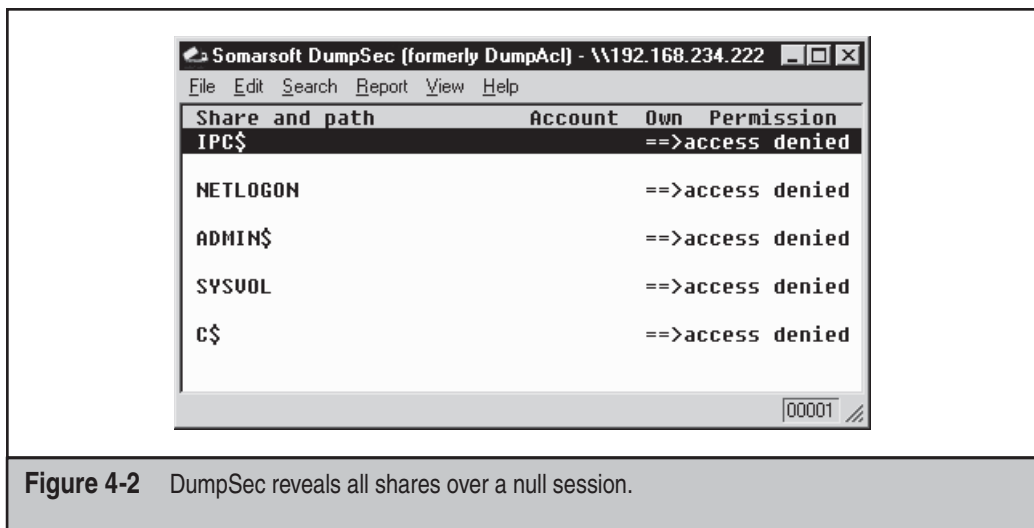 Somarsoft DumpSec (formerly DumpAcl) - \\192.168.234.222
File Edit Search Report View Help
Share and path Account Own Permission
IPC$ ==>access denied
NETLOGON ==>access denied
ADMIN$ ==>access denied
SYSVOL ==>access denied
C$ ==>access denied
00001
Figure 4-2 DumpSec reveals all shares over a null session.